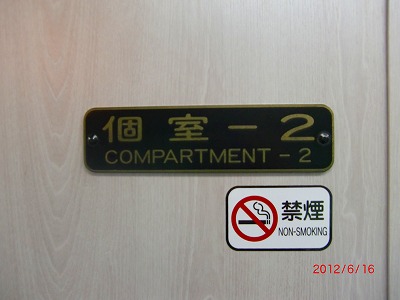 個室－2
COMPARTMENT - 2
禁煙
NON-SMOKING
2012/6/16